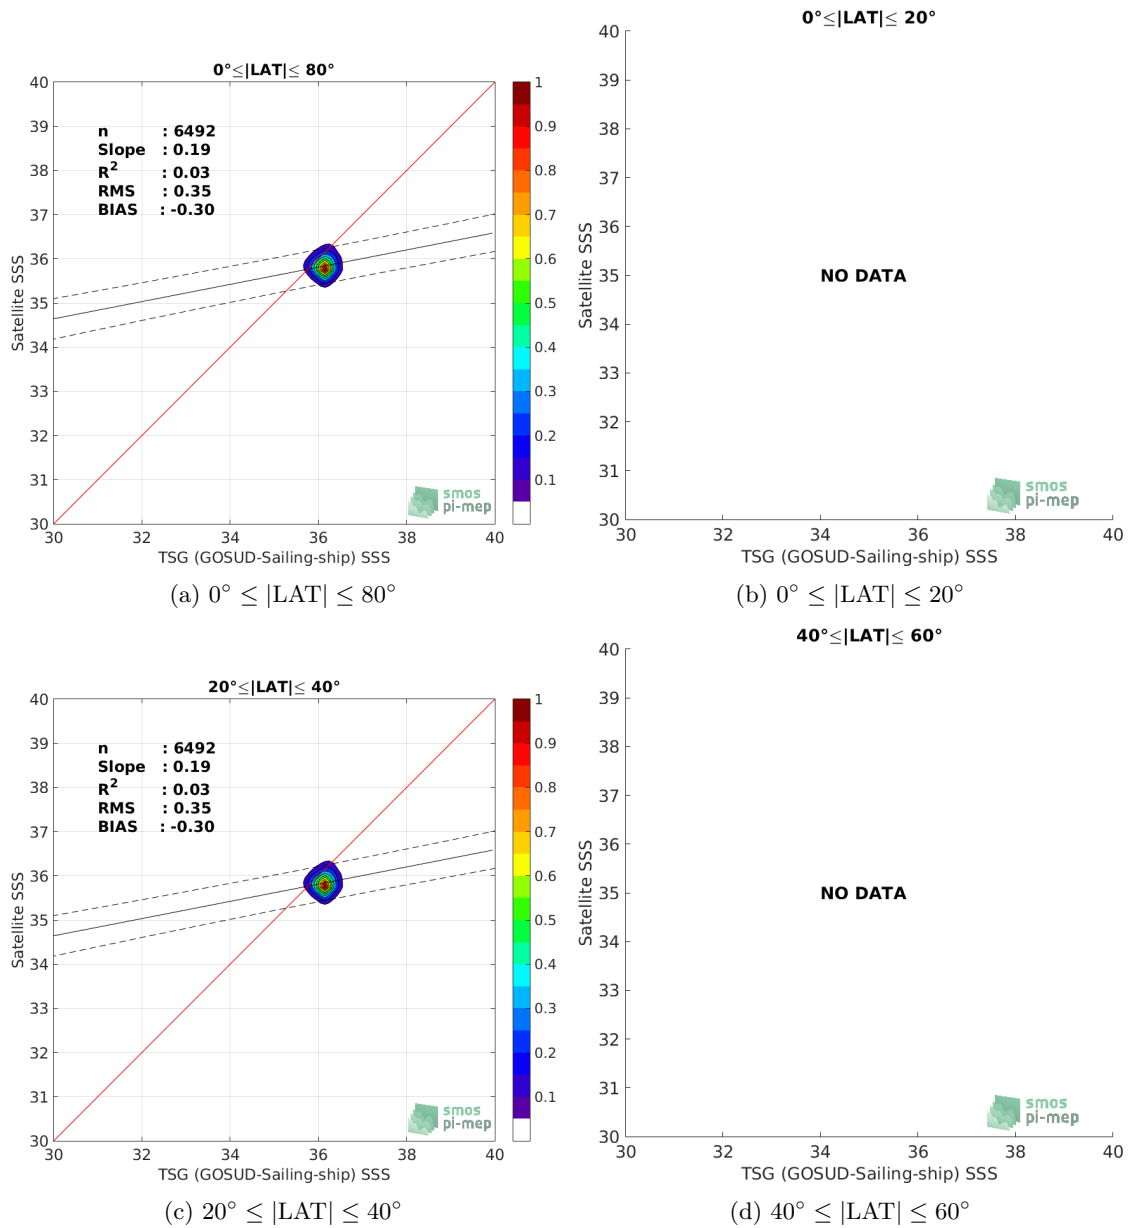 0°≤|LAT|≤ 80°
40
39
38
37
36
35
34
33
32
31
30
Satellite SSS
n : 6492
Slope : 0.19
R² : 0.03
RMS : 0.35
BIAS : -0.30
smos
pi-mep
30 32 34 36 38 40
TSG (GOSUD-Sailing-ship) SSS
1
0.9
0.8
0.7
0.6
0.5
0.4
0.3
0.2
0.1
(a) 0° ≤ |LAT| ≤ 80°
0°≤|LAT|≤ 20°
40
39
38
37
36
35
34
33
32
31
30
Satellite SSS
NO DATA
smos
pi-mep
30 32 34 36 38 40
TSG (GOSUD-Sailing-ship) SSS
(b) 0° ≤ |LAT| ≤ 20°
20°≤|LAT|≤ 40°
40
39
38
37
36
35
34
33
32
31
30
Satellite SSS
n : 6492
Slope : 0.19
R² : 0.03
RMS : 0.35
BIAS : -0.30
smos
pi-mep
30 32 34 36 38 40
TSG (GOSUD-Sailing-ship) SSS
1
0.9
0.8
0.7
0.6
0.5
0.4
0.3
0.2
0.1
(c) 20° ≤ |LAT| ≤ 40°
40°≤|LAT|≤ 60°
40
39
38
37
36
35
34
33
32
31
30
Satellite SSS
NO DATA
smos
pi-mep
30 32 34 36 38 40
TSG (GOSUD-Sailing-ship) SSS
(d) 40° ≤ |LAT| ≤ 60°